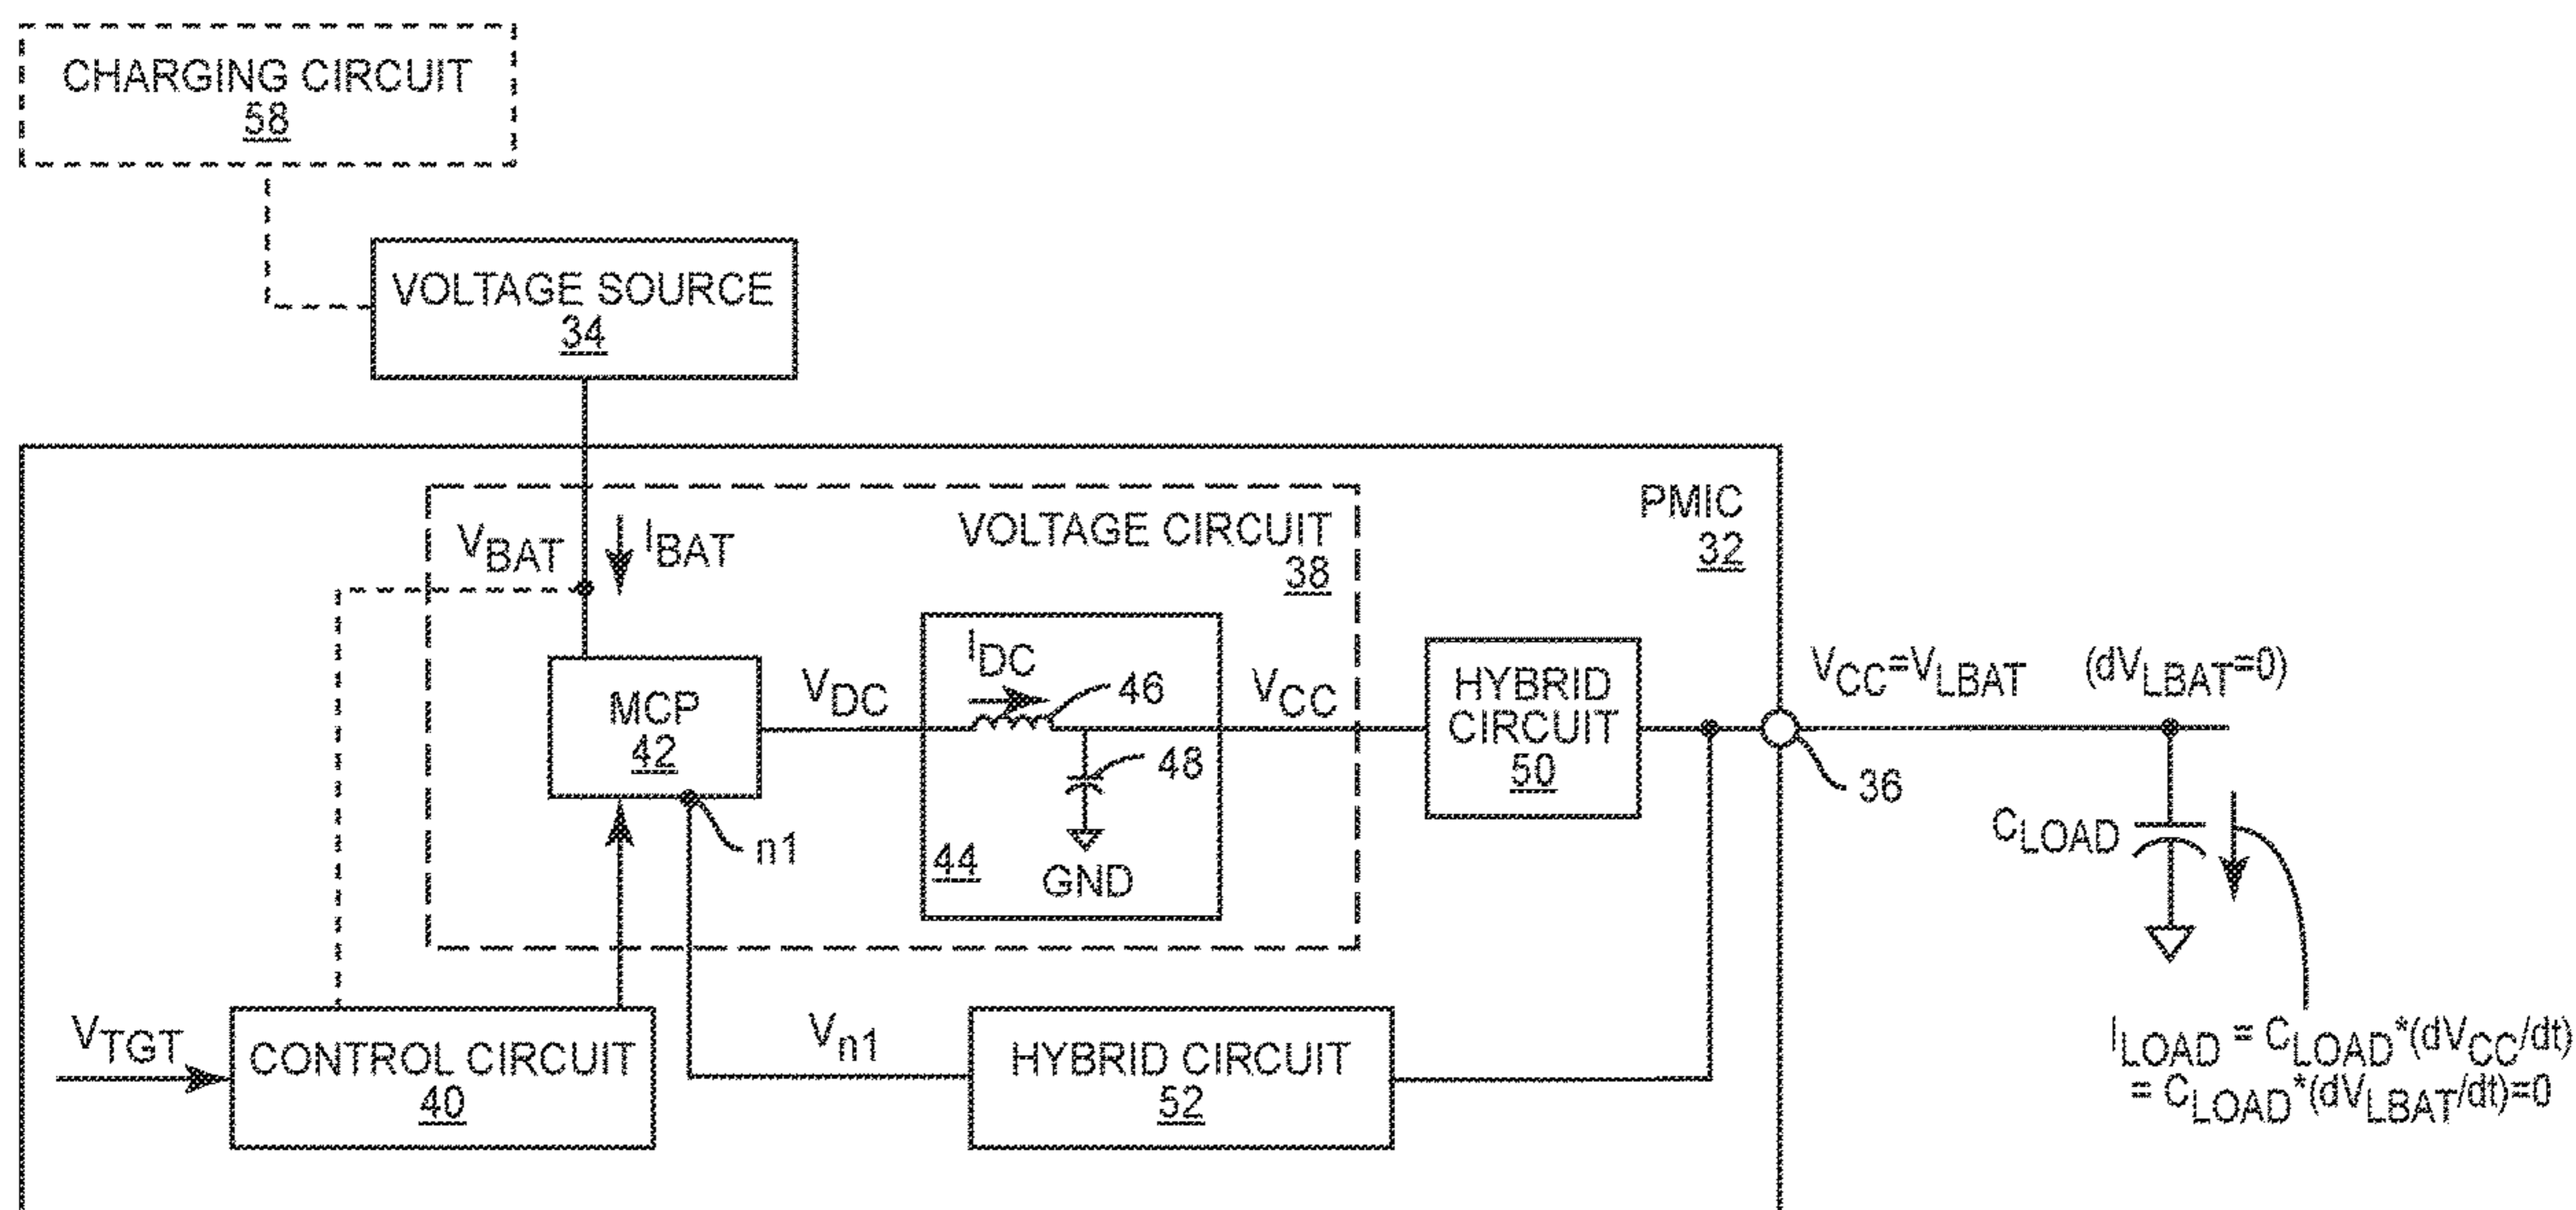 CHARGING CIRCUIT
58
VOLTAGE SOURCE
34
PMIC
32
VOLTAGE CIRCUIT
38
VBAT
IBAT
MCP
42
VDC
IDC
46
48
44
GND
VCC
HYBRID
CIRCUIT
50
VCC=VLBAT (dVLBAT=0)
36
CLOAD
n1
VTGT
CONTROL CIRCUIT
40
Vn1
HYBRID CIRCUIT
52
ILOAD = CLOAD*(dVCC/dt)
= CLOAD*(dVLBAT/dt)=0